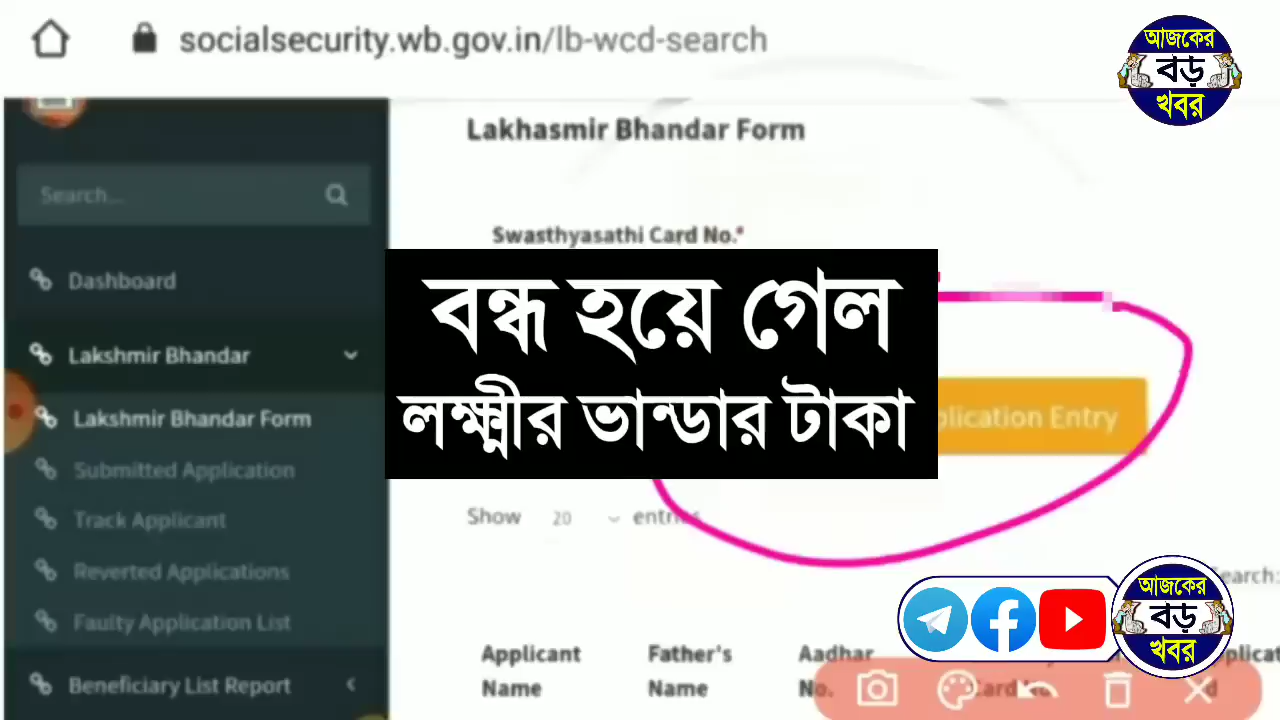 socialsecurity.wb.gov.in/lb-wcd-search
আজকের
বড়
খবর
Lakhasmir Bhandar Form
Search...
Swasthyasathi Card No.*
Dashboard
বন্ধ হয়ে গেল
Lakshmir Bhandar
লক্ষ্মীর ভান্ডার টাকা
Lakshmir Bhandar Form
plication Entry
Submitted Application
Show 20 entries
Track Applicant
Reverted Applications
Search:
আজকের
বড়
খবর
Faulty Application List
Applicant Name
Father's Name
Aadhar No.
Beneficiary List Report